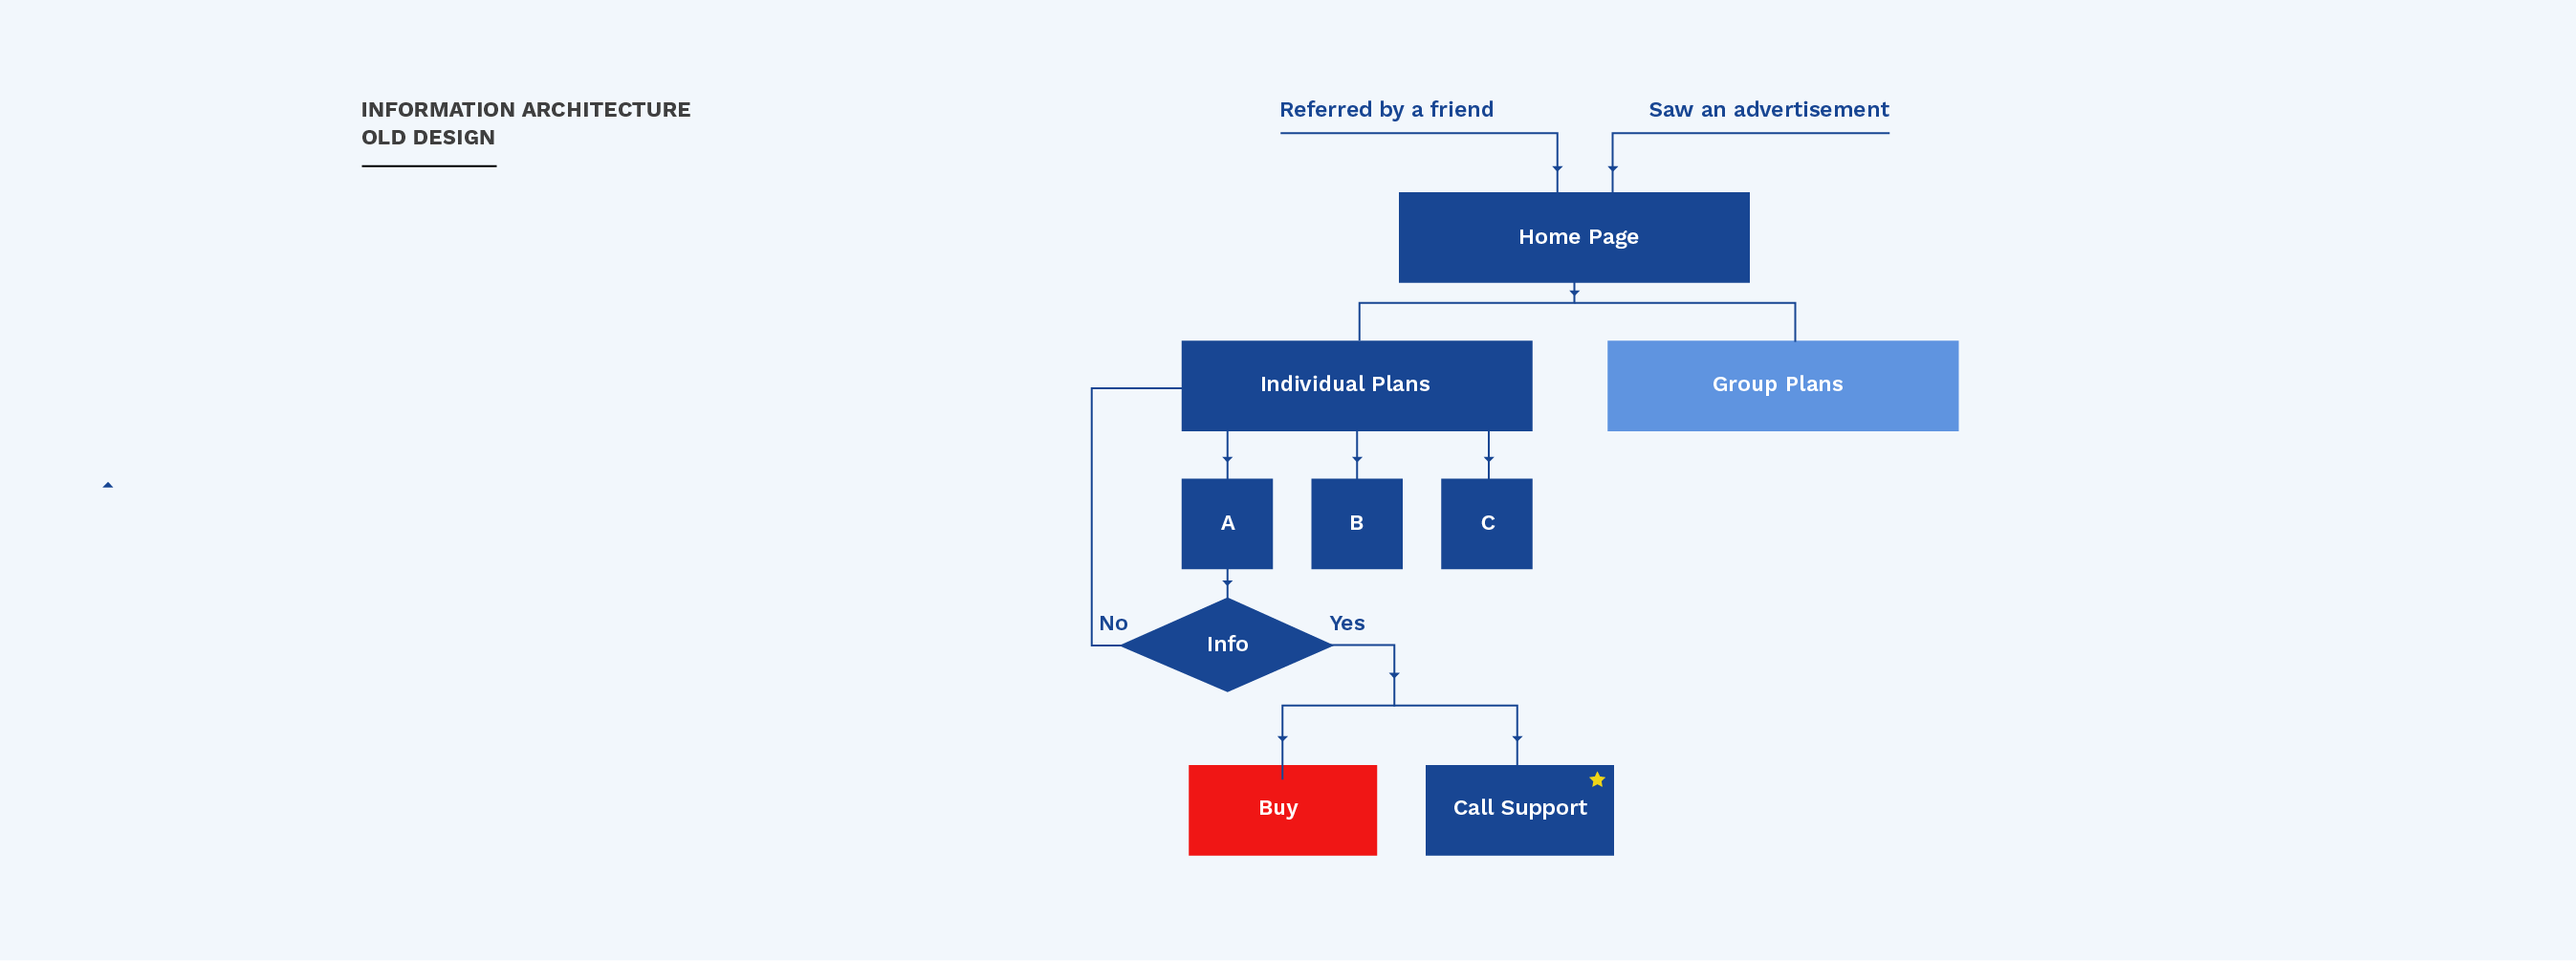 INFORMATION ARCHITECTURE
OLD DESIGN
Referred by a friend
Saw an advertisement
Home Page
Individual Plans
Group Plans
A
B
C
No
Info
Yes
Buy
Call Support